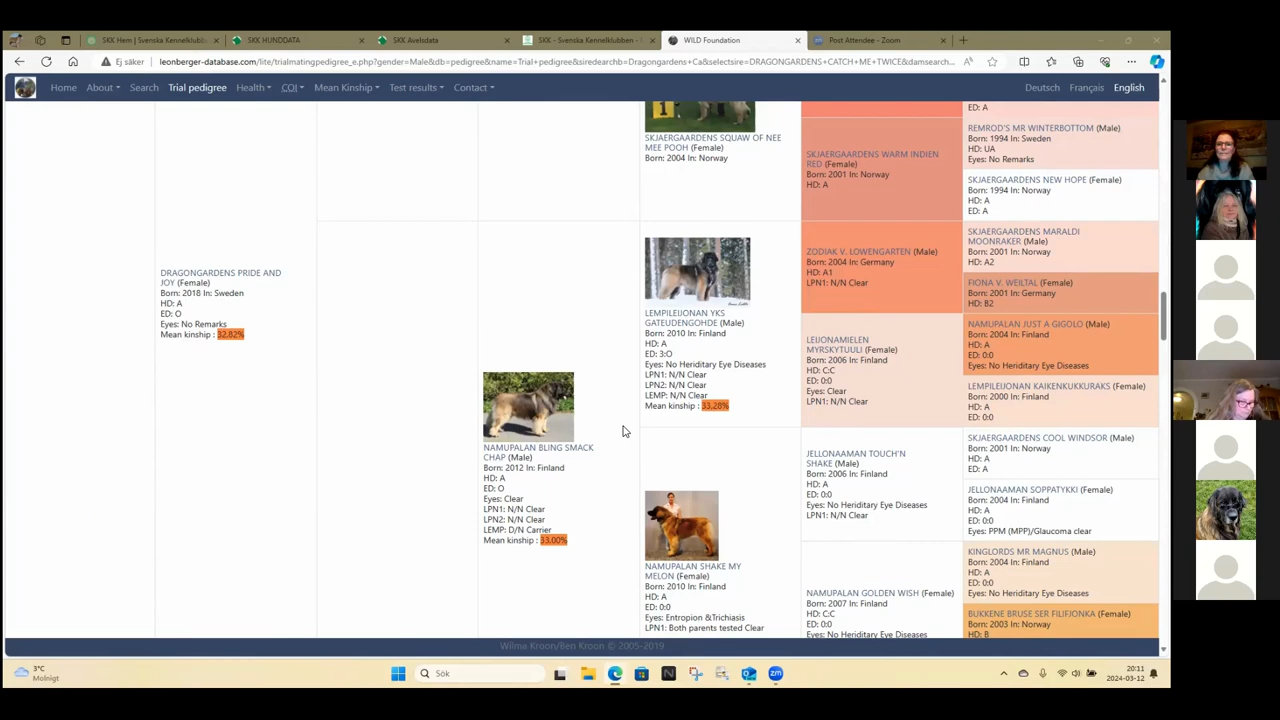 SKK Hem | Svenska Kennelklubb
SKK HUNDDATA
SKK Avelsdata
SKK - Svenska Kennelklubben -
WILD Foundation
Post Attendee - Zoom
Ej säker
leonberger-database.com/lite/trialmatingpedigree_e.php?gender=Male&db=pedigree&name=Trial+pedigree&siredsearchb=Dragongardens+Ca&selectsire=DRAGONGARDENS+CATCH+ME+TWICE&damsearch...
Home
About
Search
Trial pedigree
Health
COI
Mean Kinship
Test results
Contact
Deutsch
Français
English
DRAGONGARDENS PRIDE AND
JOY (Female)
Born: 2018 In: Sweden
HD: A
ED: O
Eyes: No Remarks
Mean kinship : 32,82%
NAMUPALAN BLING SMACK
CHAP (Male)
Born: 2012 In: Finland
HD: A
ED: O
Eyes: Clear
LPN1: N/N Clear
LPN2: N/N Clear
LEMP: D/N Carrier
Mean kinship : 33,00%
SKJAERGAARDENS SQUAW OF NEE
MEE POOH (Female)
Born: 2004 In: Norway
LEMPILEIJONAN YKS
GATEUDENGOHDE (Male)
Born: 2010 In: Finland
HD: A
ED: 3:O
Eyes: No Heriditary Eye Diseases
LPN1: N/N Clear
LPN2: N/N Clear
LEMP: N/N Clear
Mean kinship : 33,28%
NAMUPALAN SHAKE MY
MELON (Female)
Born: 2010 In: Finland
HD: A
ED: 0:0
Eyes: Entropion &Trichiasis
LPN1: Both parents tested Clear
SKJAERGAARDENS WARM INDIEN
RED (Female)
Born: 2001 In: Norway
HD: A
ZODIAK V. LOWENGARTEN (Male)
Born: 2004 In: Germany
HD: A1
LPN1: N/N Clear
LEIJONAMIELEN
MYRSKYTUULI (Female)
Born: 2006 In: Finland
HD: C:C
ED: 0:0
Eyes: Clear
LPN1: N/N Clear
JELLONAAMAN TOUCH'N
SHAKE (Male)
Born: 2006 In: Finland
HD: A
ED: 0:0
Eyes: No Heriditary Eye Diseases
LPN1: N/N Clear
NAMUPALAN GOLDEN WISH (Female)
Born: 2007 In: Finland
HD: C:C
ED: 0:0
Eyes: No Heriditary Eye Diseases
ED: A
REMROD'S MR WINTERBOTTOM (Male)
Born: 1994 In: Sweden
HD: UA
Eyes: No Remarks
SKJAERGAARDENS NEW HOPE (Female)
Born: 1994 In: Norway
HD: A
ED: A
SKJAERGAARDENS MARALDI
MOONRAKER (Male)
Born: 2001 In: Norway
HD: A2
FIONA V. WEILTAL (Female)
Born: 2001 In: Germany
HD: B2
NAMUPALAN JUST A GIGOLO (Male)
Born: 2004 In: Finland
HD: A
ED: 0:0
Eyes: No Heriditary Eye Diseases
LEMPILEIJONAN KAIKENKUKKURAKS (Female)
Born: 2000 In: Finland
HD: A
ED: 0:0
SKJAERGAARDENS COOL WINDSOR (Male)
Born: 2001 In: Norway
HD: A
ED: A
JELLONAAMAN SOPPATYKKI (Female)
Born: 2004 In: Finland
HD: A
ED: 0:0
Eyes: PPM (MPP)/Glaucoma clear
KINGLORDS MR MAGNUS (Male)
Born: 2004 In: Finland
HD: A
ED: 0:0
Eyes: No Heriditary Eye Diseases
BUKKENE BRUSE SER FILIFJONKA (Female)
Born: 2003 In: Norway
HD: B
Wilma Kroon/Ben Kroon © 2005-2019
3°C
Molnigt
Sök
20:11
2024-03-12